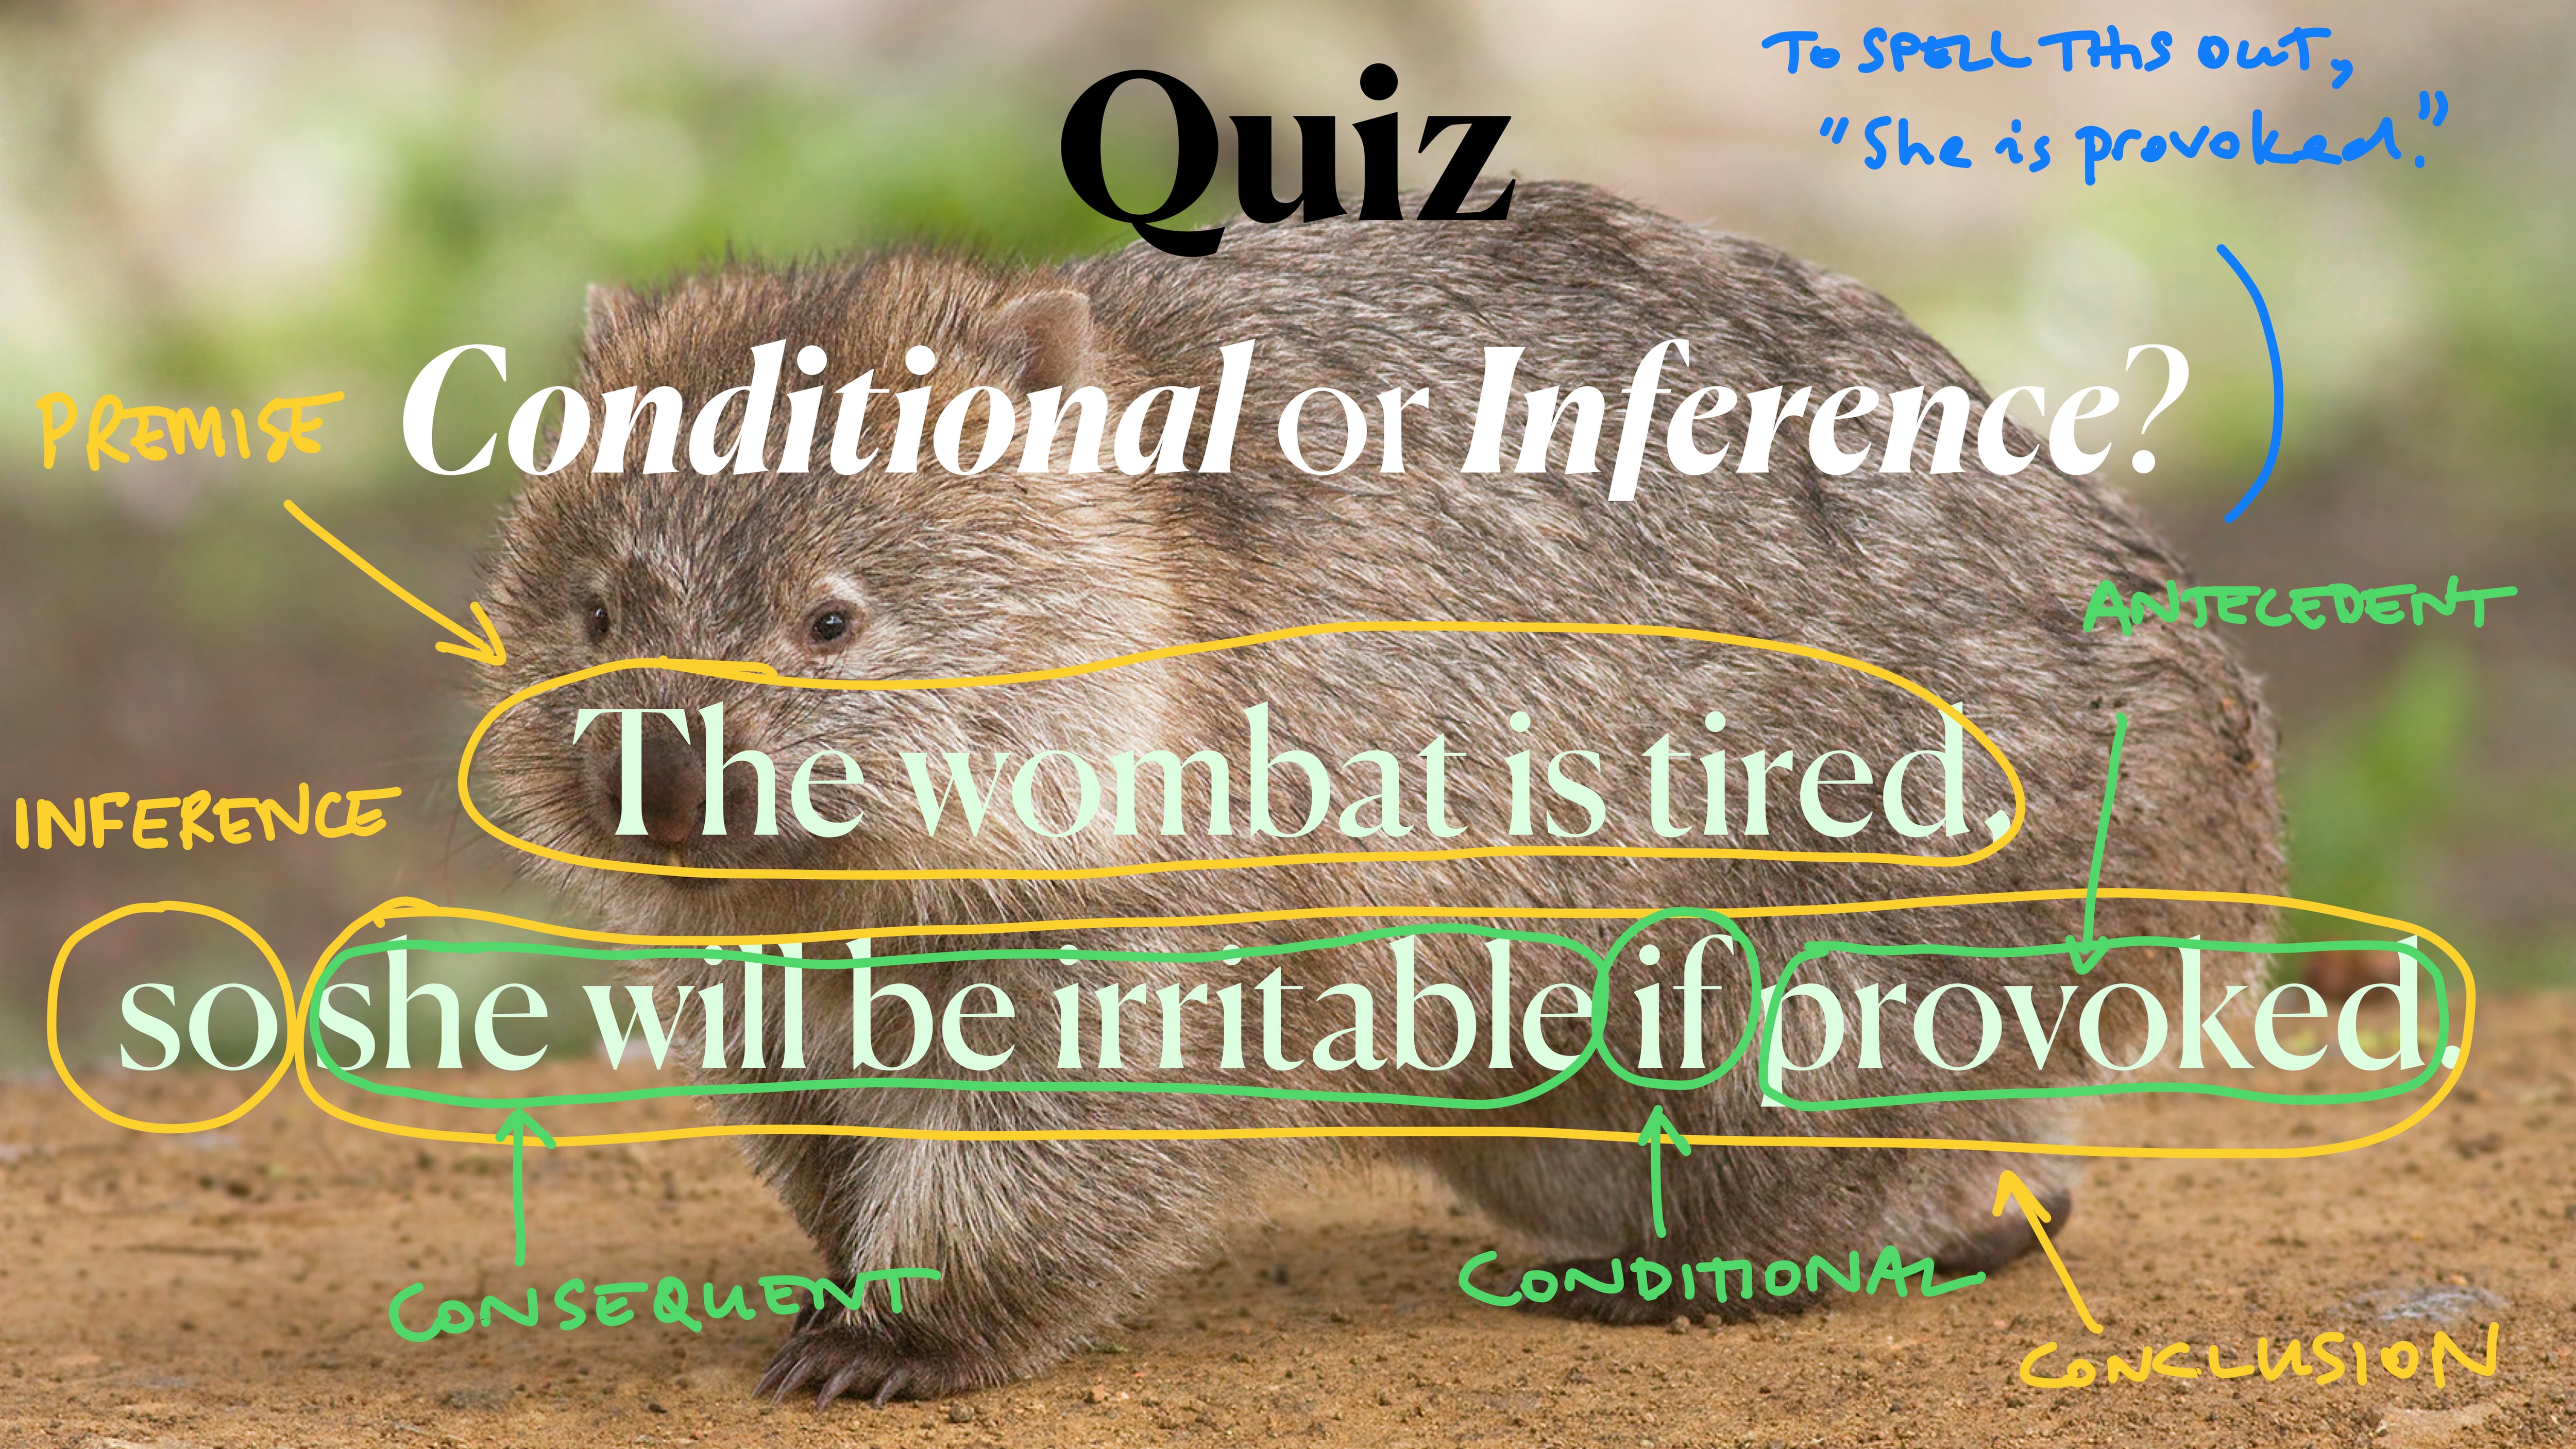 Quiz
To SPELL THIS OUT,
"She is provoked."
Conditional or Inference?
PREMISE
ANTECEDENT
The wombat is tired,
INFERENCE
so she will be irritable if provoked.
CONSEQUENT
CONDITIONAL
CONCLUSION